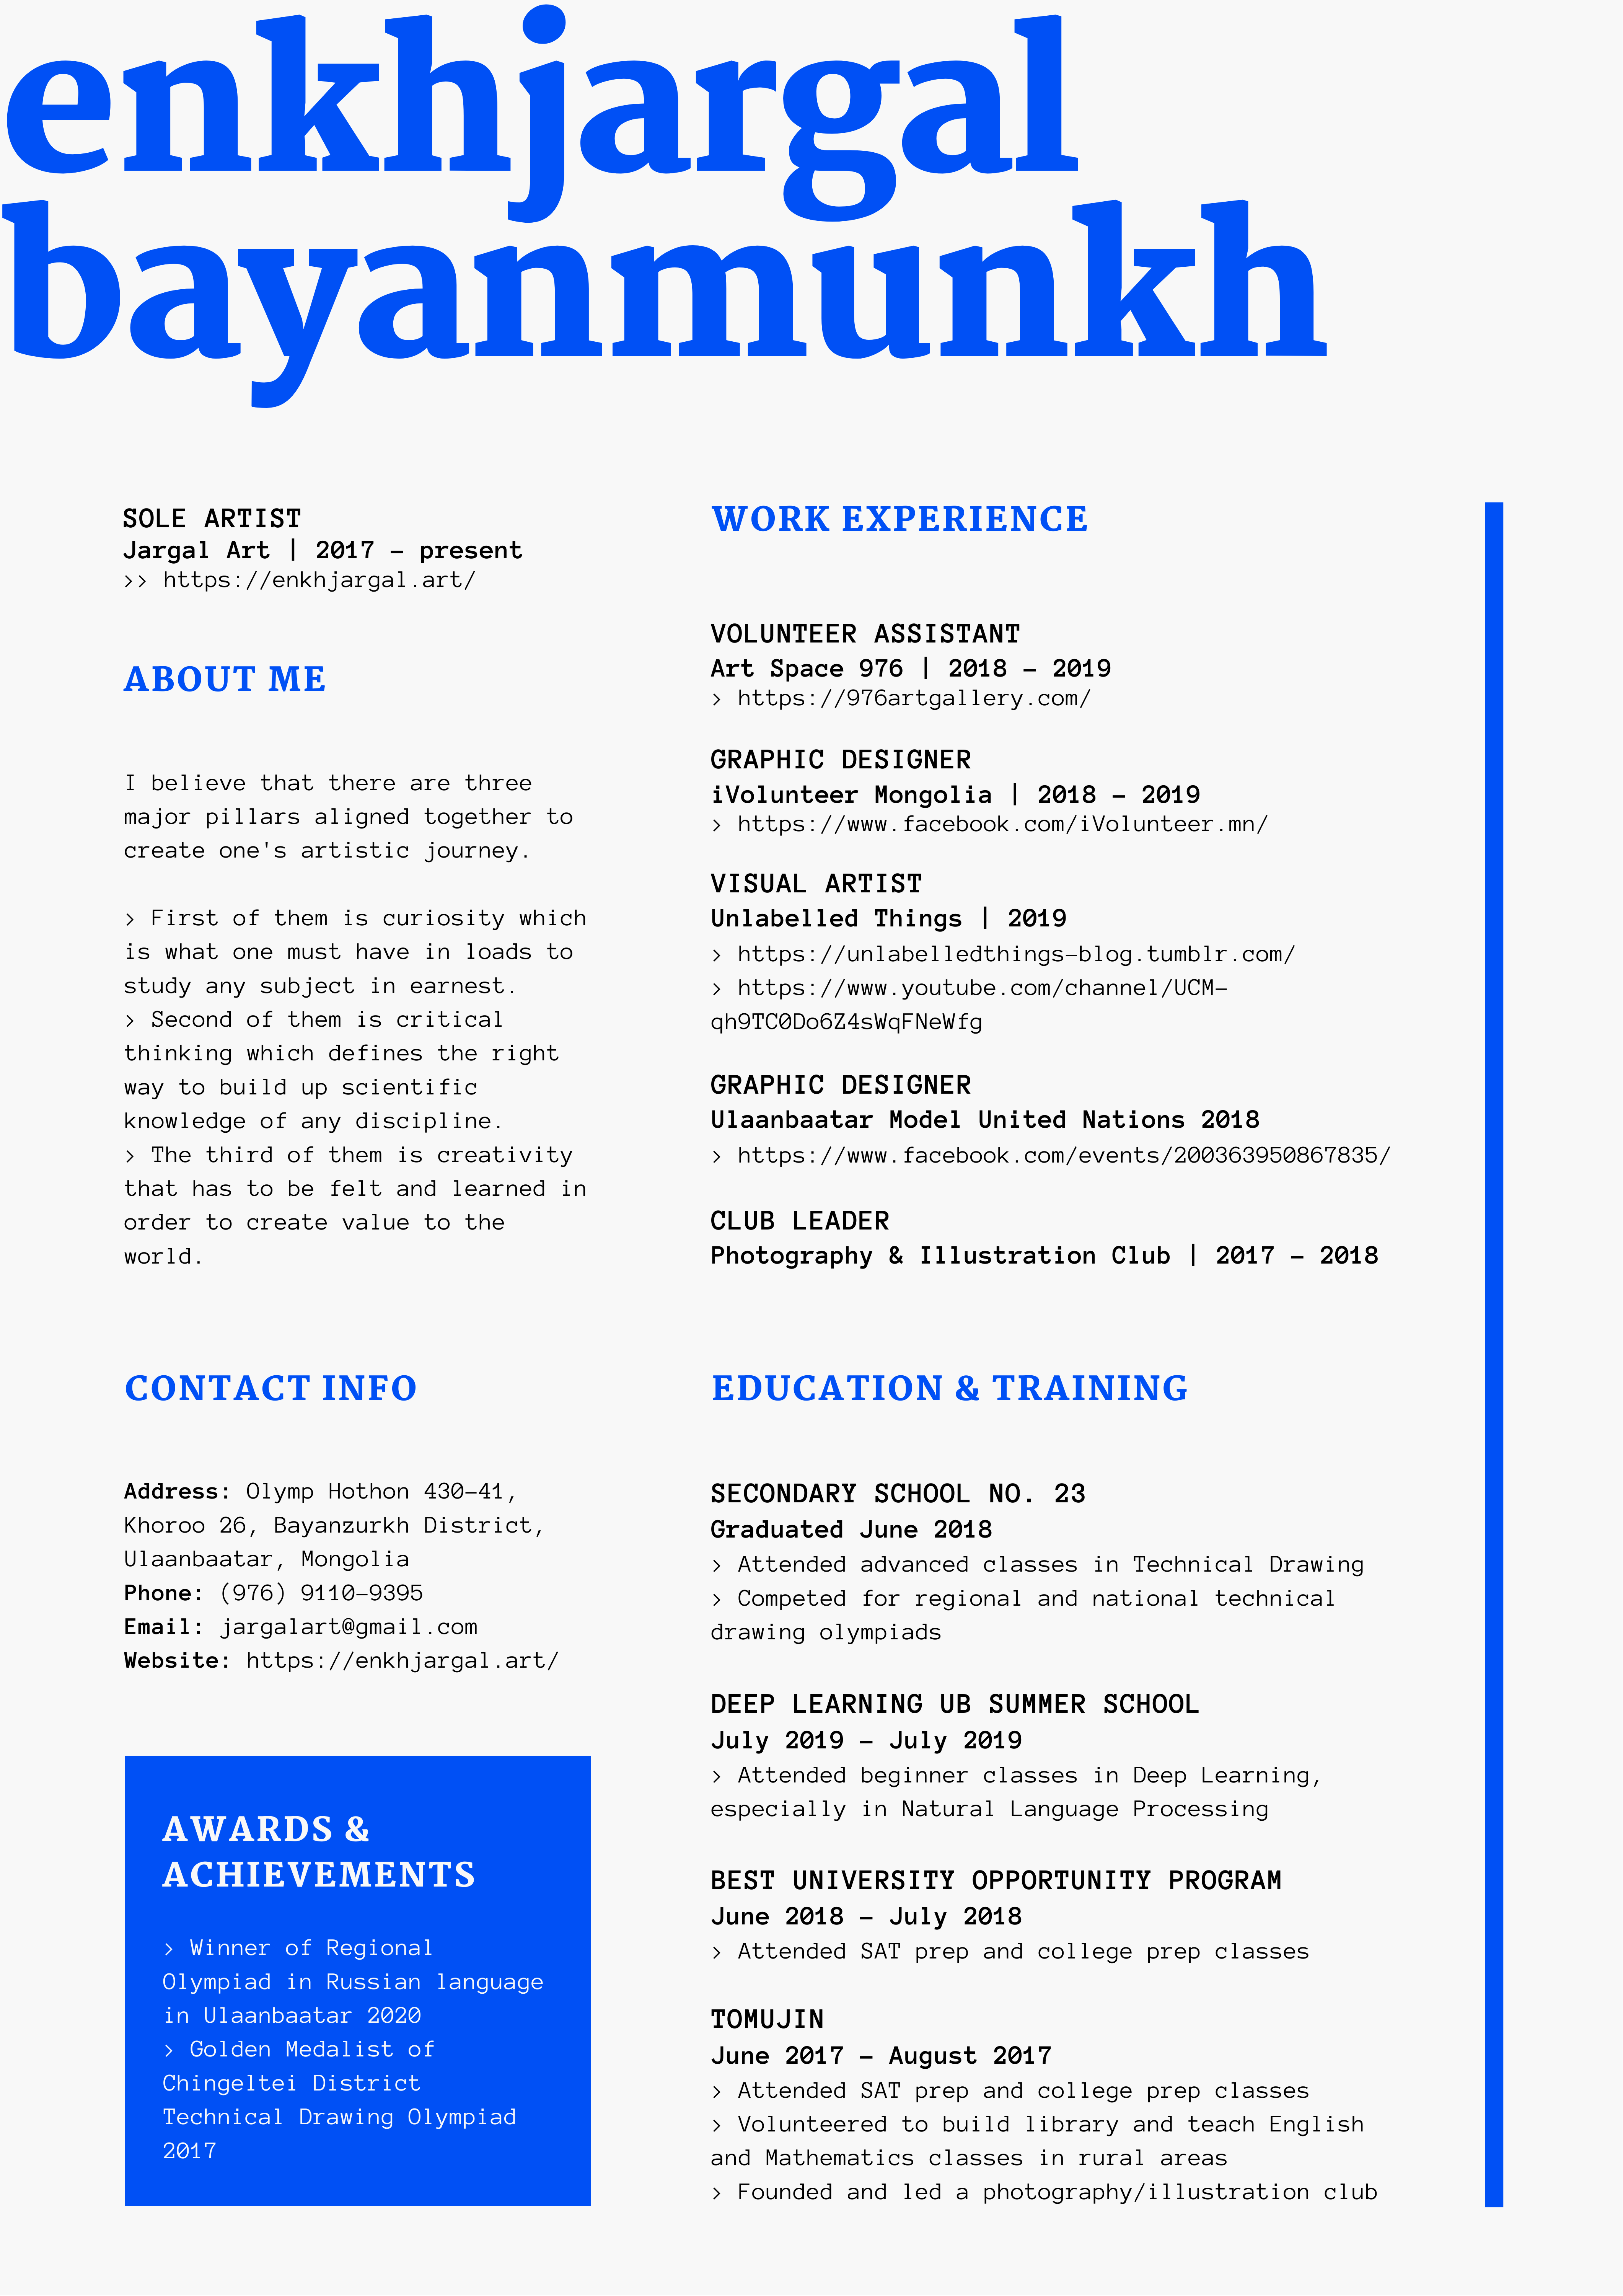 enkhjargal
bayanmunkh
SOLE ARTIST
Jargal Art | 2017 - present
>> https://enkhjargal.art/
ABOUT ME
I believe that there are three
major pillars aligned together to
create one's artistic journey.
> First of them is curiosity which
is what one must have in loads to
study any subject in earnest.
> Second of them is critical
thinking which defines the right
way to build up scientific
knowledge of any discipline.
> The third of them is creativity
that has to be felt and learned in
order to create value to the
world.
CONTACT INFO
Address: Olymp Hothon 430-41,
Khoroo 26, Bayanzurkh District,
Ulaanbaatar, Mongolia
Phone: (976) 9110-9395
Email: jargalart@gmail.com
Website: https://enkhjargal.art/
AWARDS &
ACHIEVEMENTS
> Winner of Regional
Olympiad in Russian language
in Ulaanbaatar 2020
> Golden Medalist of
Chingeltei District
Technical Drawing Olympiad
2017
WORK EXPERIENCE
VOLUNTEER ASSISTANT
Art Space 976 | 2018 - 2019
> https://976artgallery.com/
GRAPHIC DESIGNER
iVolunteer Mongolia | 2018 - 2019
> https://www.facebook.com/iVolunteer.mn/
VISUAL ARTIST
Unlabelled Things | 2019
> https://unlabelledthings-blog.tumblr.com/
> https://www.youtube.com/channel/UCM-
qh9TC0Do6Z4sWqFNeWfg
GRAPHIC DESIGNER
Ulaanbaatar Model United Nations 2018
> https://www.facebook.com/events/200363950867835/
CLUB LEADER
Photography & Illustration Club | 2017 - 2018
EDUCATION & TRAINING
SECONDARY SCHOOL NO. 23
Graduated June 2018
> Attended advanced classes in Technical Drawing
> Competed for regional and national technical
drawing olympiads
DEEP LEARNING UB SUMMER SCHOOL
July 2019 - July 2019
> Attended beginner classes in Deep Learning,
especially in Natural Language Processing
BEST UNIVERSITY OPPORTUNITY PROGRAM
June 2018 - July 2018
> Attended SAT prep and college prep classes
TOMUJIN
June 2017 - August 2017
> Attended SAT prep and college prep classes
> Volunteered to build library and teach English
and Mathematics classes in rural areas
> Founded and led a photography/illustration club